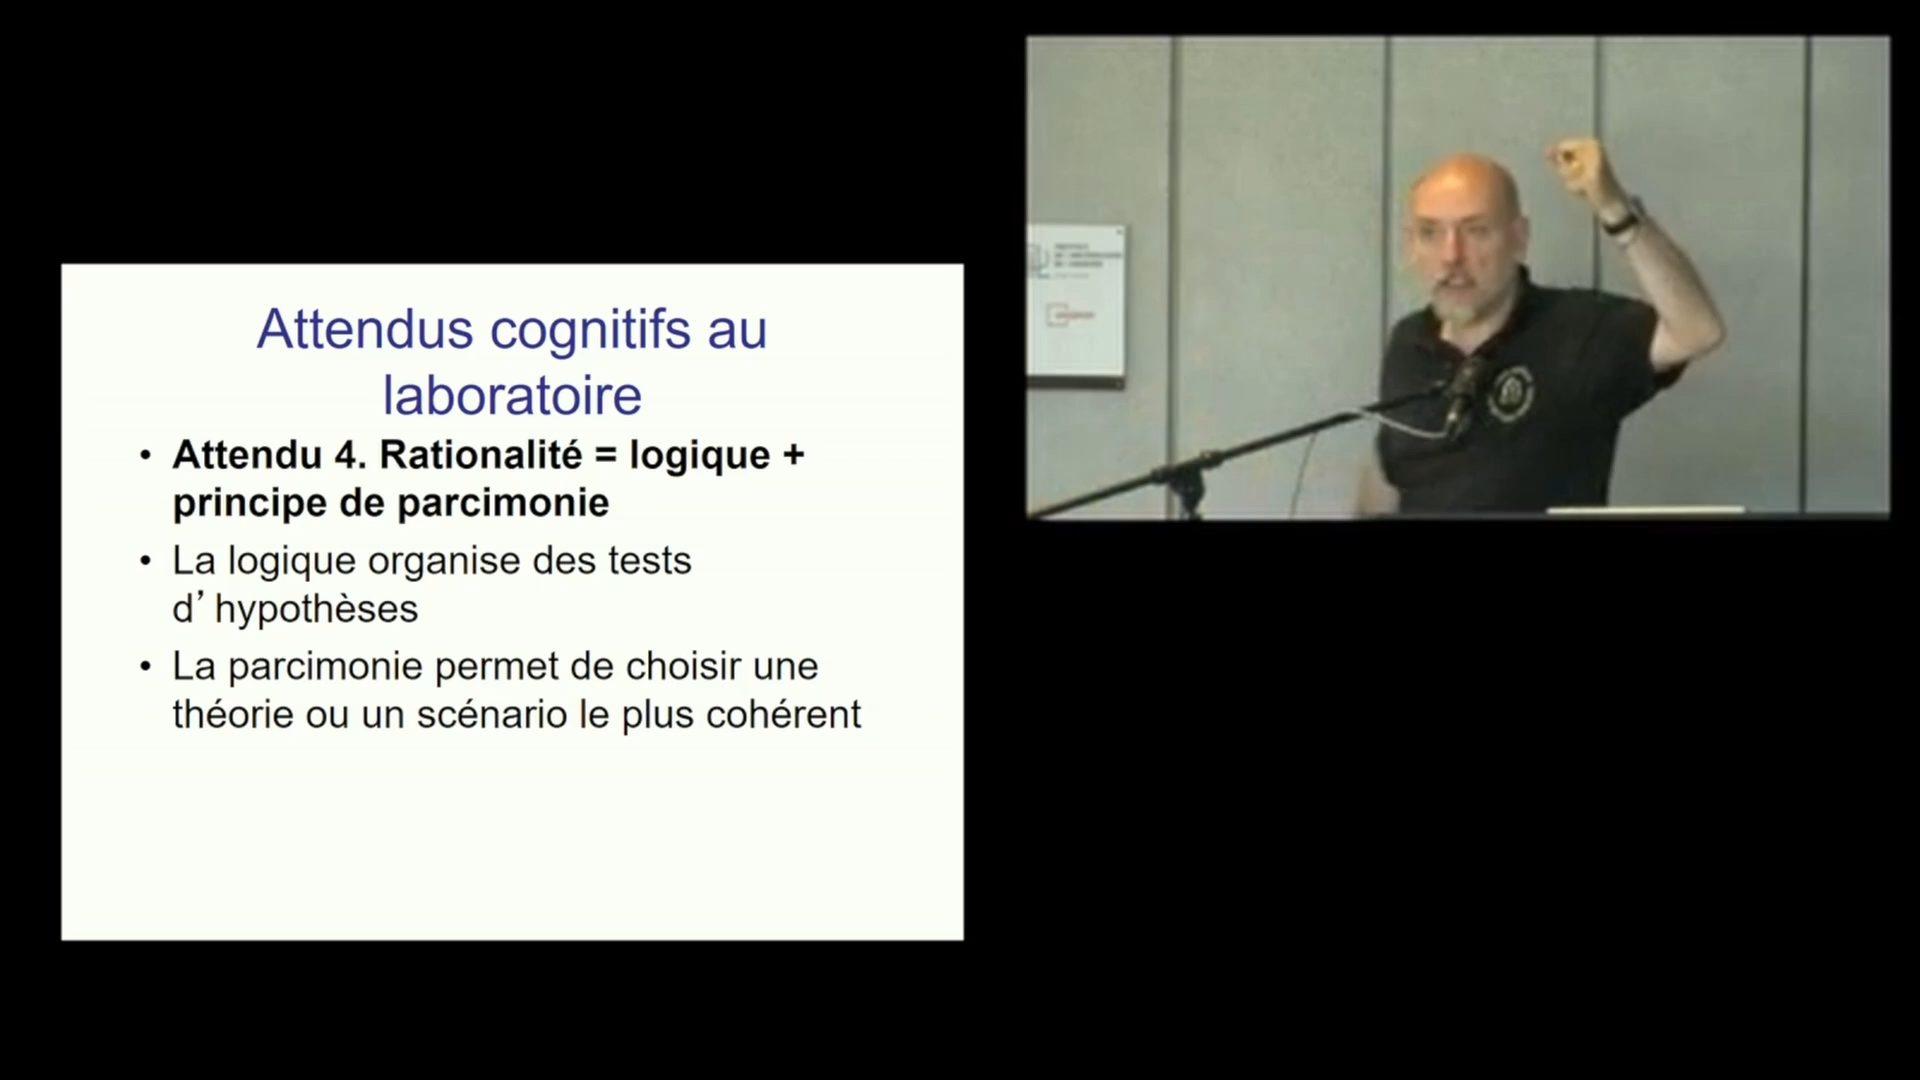 Attendus cognitifs au
laboratoire
• Attendu 4. Rationalité = logique +
principe de parcimonie
• La logique organise des tests
d’ hypothèses
• La parcimonie permet de choisir une
théorie ou un scénario le plus cohérent